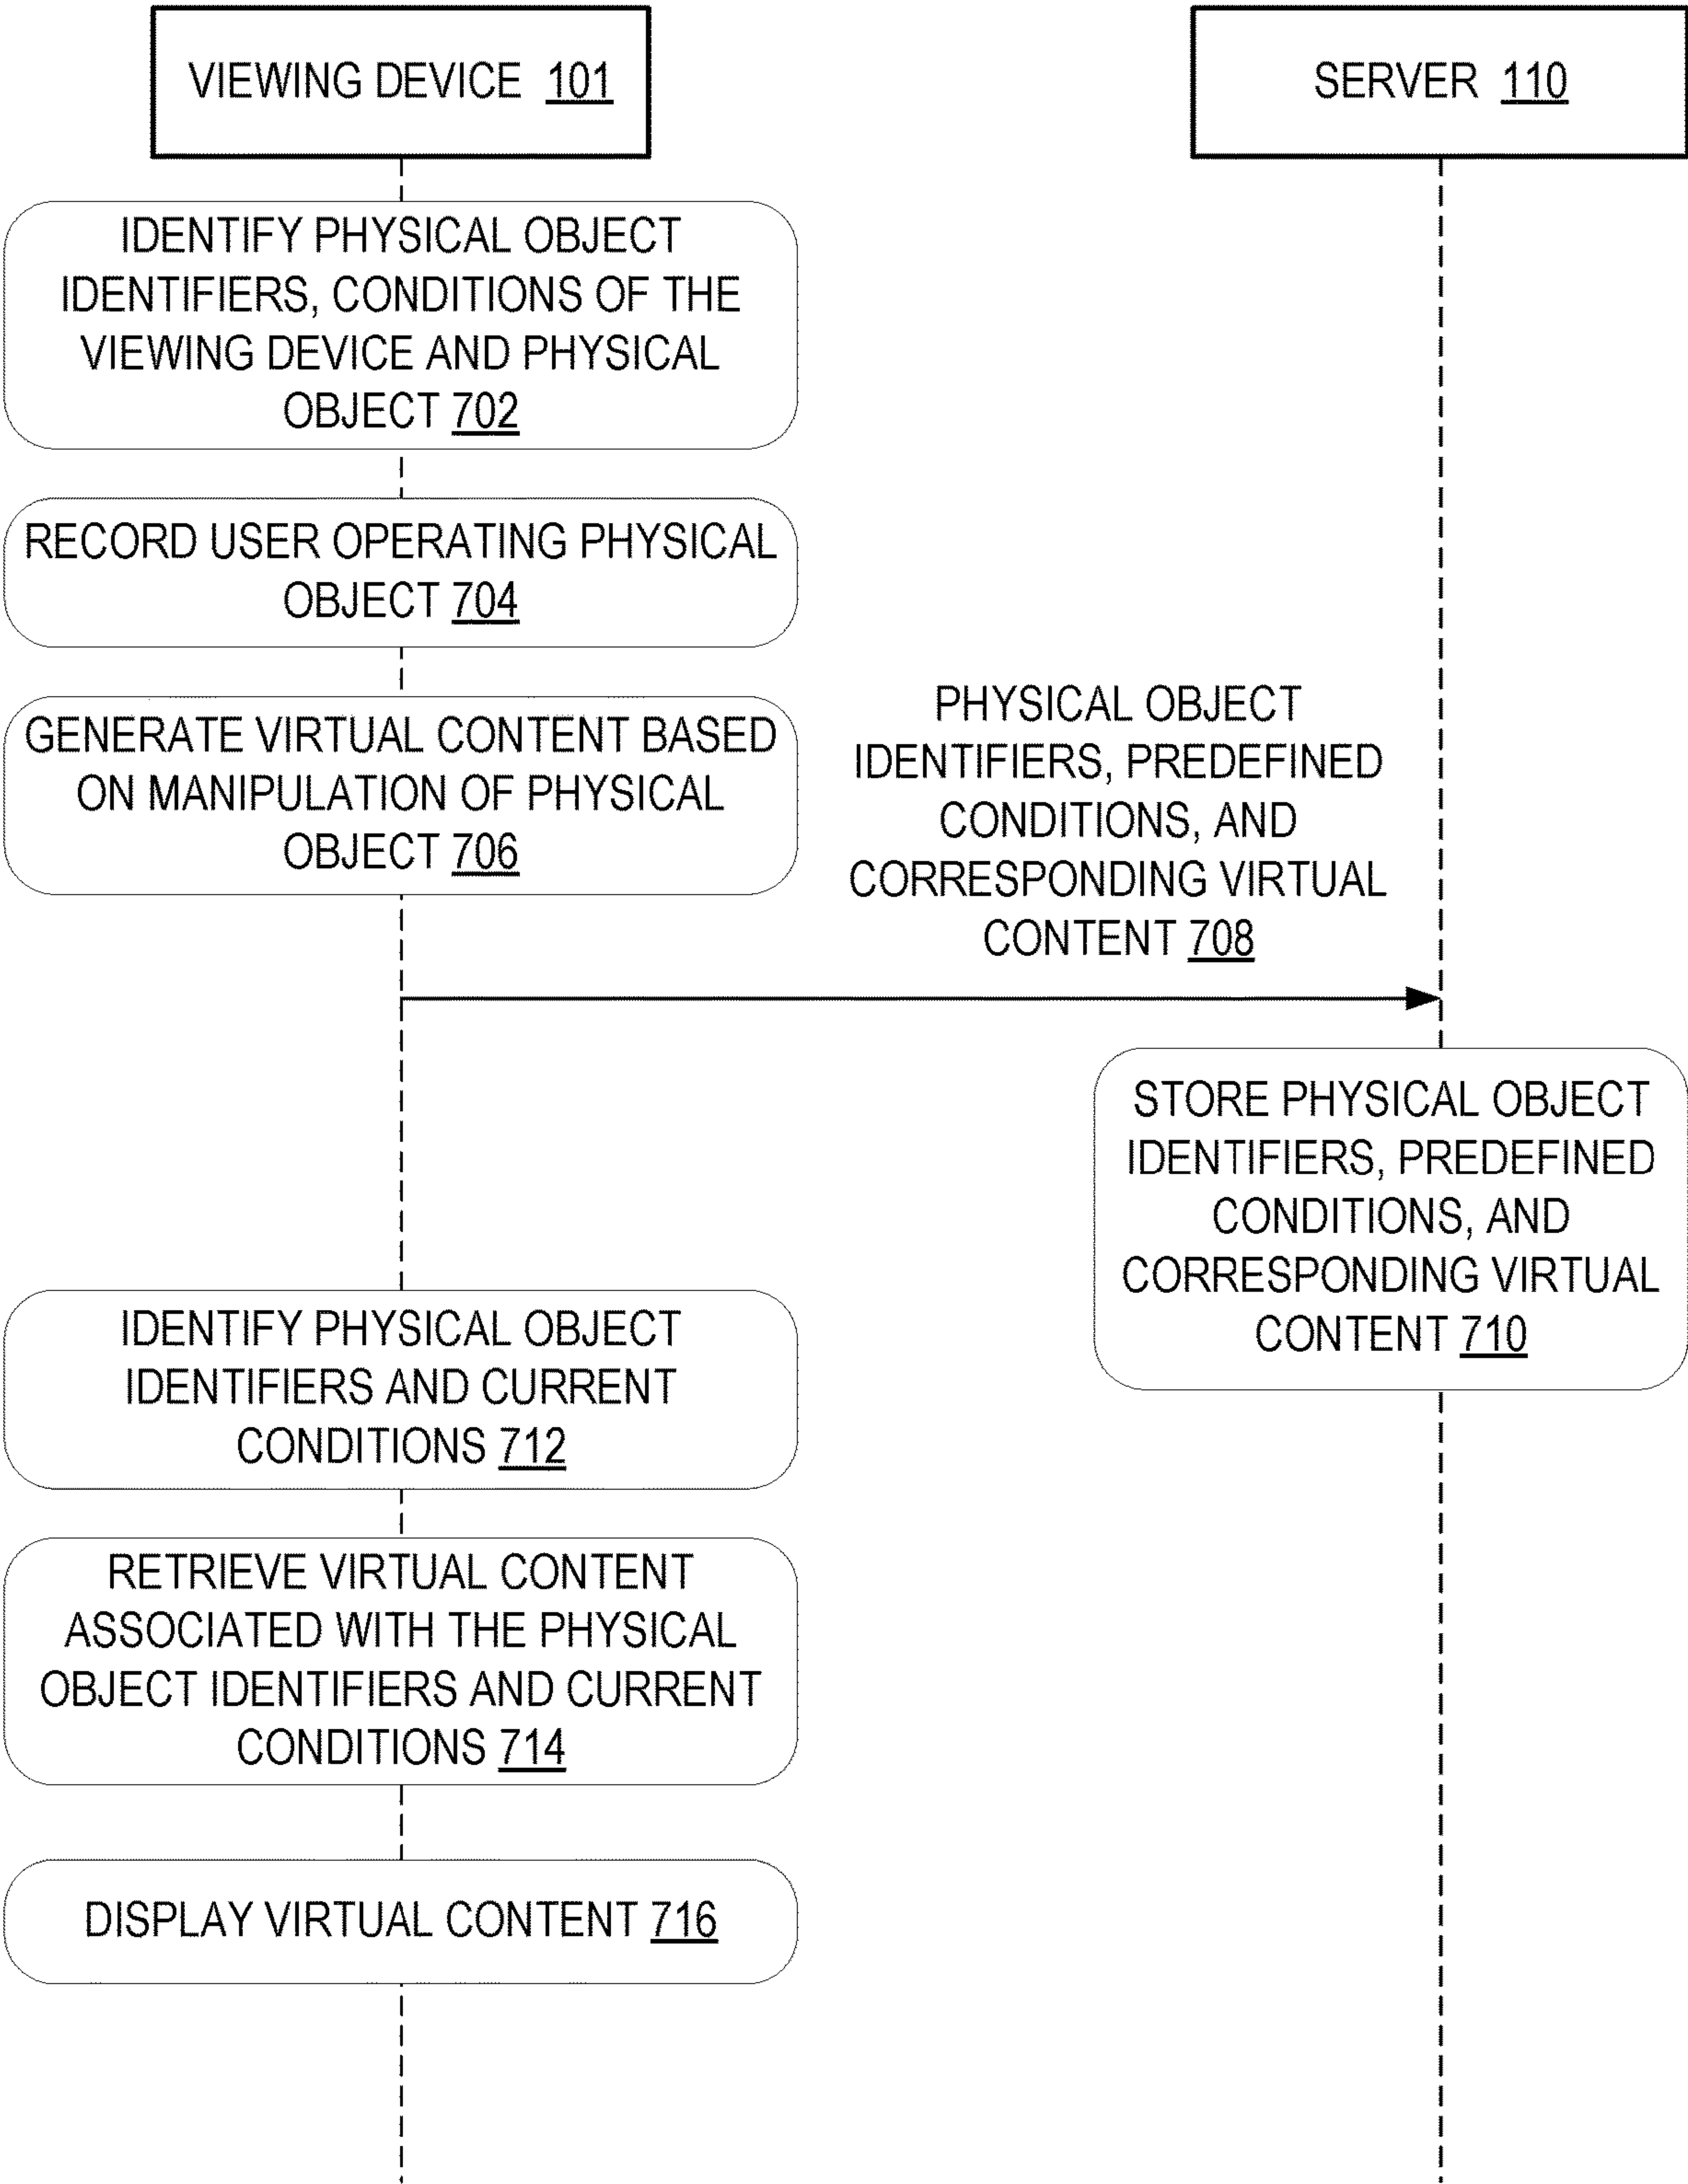 VIEWING DEVICE 101
SERVER 110
IDENTIFY PHYSICAL OBJECT
IDENTIFIERS, CONDITIONS OF THE
VIEWING DEVICE AND PHYSICAL
OBJECT 702
RECORD USER OPERATING PHYSICAL
OBJECT 704
GENERATE VIRTUAL CONTENT BASED
ON MANIPULATION OF PHYSICAL
OBJECT 706
PHYSICAL OBJECT
IDENTIFIERS, PREDEFINED
CONDITIONS, AND
CORRESPONDING VIRTUAL
CONTENT 708
STORE PHYSICAL OBJECT
IDENTIFIERS, PREDEFINED
CONDITIONS, AND
CORRESPONDING VIRTUAL
CONTENT 710
IDENTIFY PHYSICAL OBJECT
IDENTIFIERS AND CURRENT
CONDITIONS 712
RETRIEVE VIRTUAL CONTENT
ASSOCIATED WITH THE PHYSICAL
OBJECT IDENTIFIERS AND CURRENT
CONDITIONS 714
DISPLAY VIRTUAL CONTENT 716